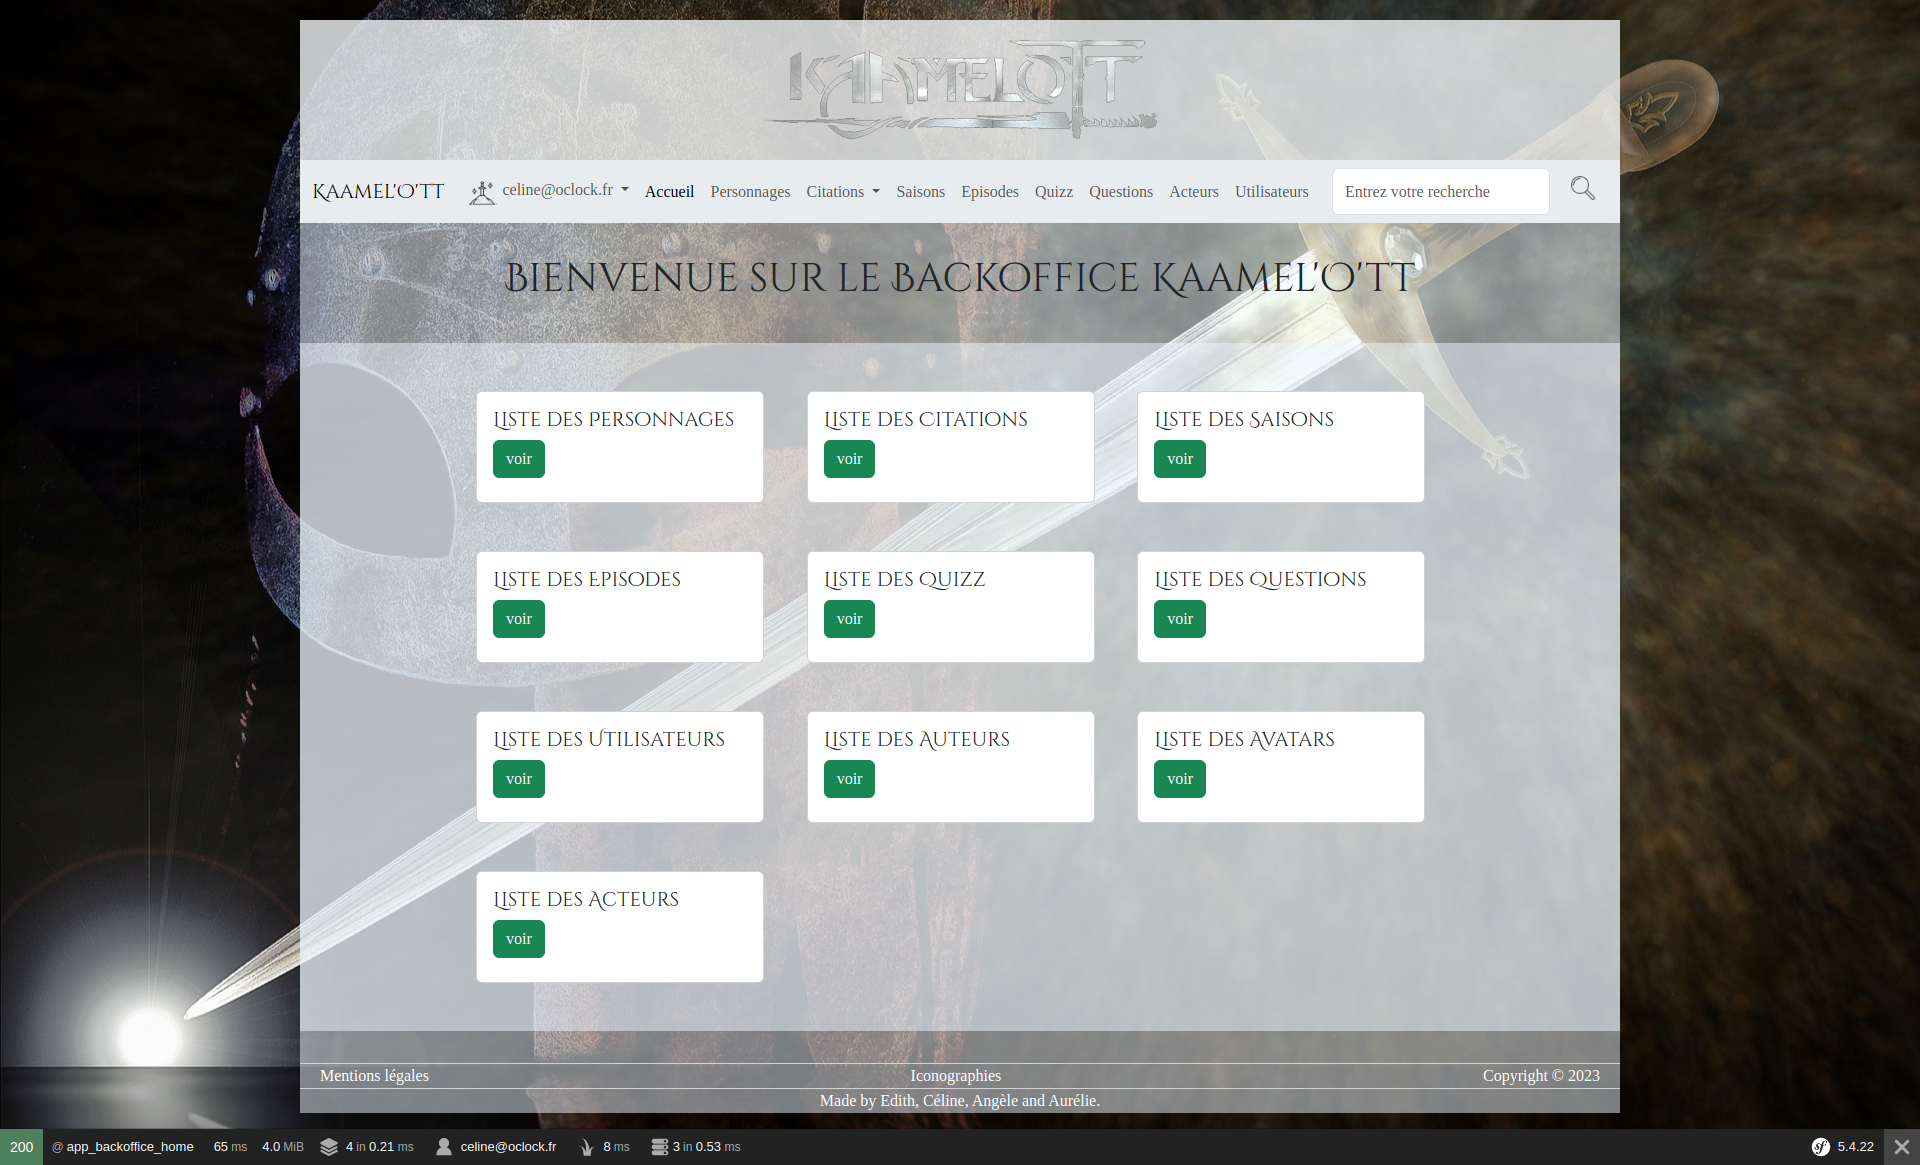 KAAMELOTT
Kaamel'O'tt celine@oclock.fr Accueil Personnages Citations Saisons Episodes Quizz Questions Acteurs Utilisateurs Entrez votre recherche
Bienvenue sur le Backoffice Kaamel'O'tt
Liste des Personnages Liste des Citations Liste des Saisons
voir voir voir
Liste des Episodes Liste des Quizz Liste des Questions
voir voir voir
Liste des Utilisateurs Liste des Auteurs Liste des Avatars
voir voir voir
Liste des Acteurs
voir
Mentions légales Iconographies Copyright © 2023
Made by Edith, Céline, Angèle and Aurélie.
200 @ app_backoffice_home 65 ms 4.0 MiB 4 in 0.21 ms celine@oclock.fr 8 ms 3 in 0.53 ms sf 5.4.22